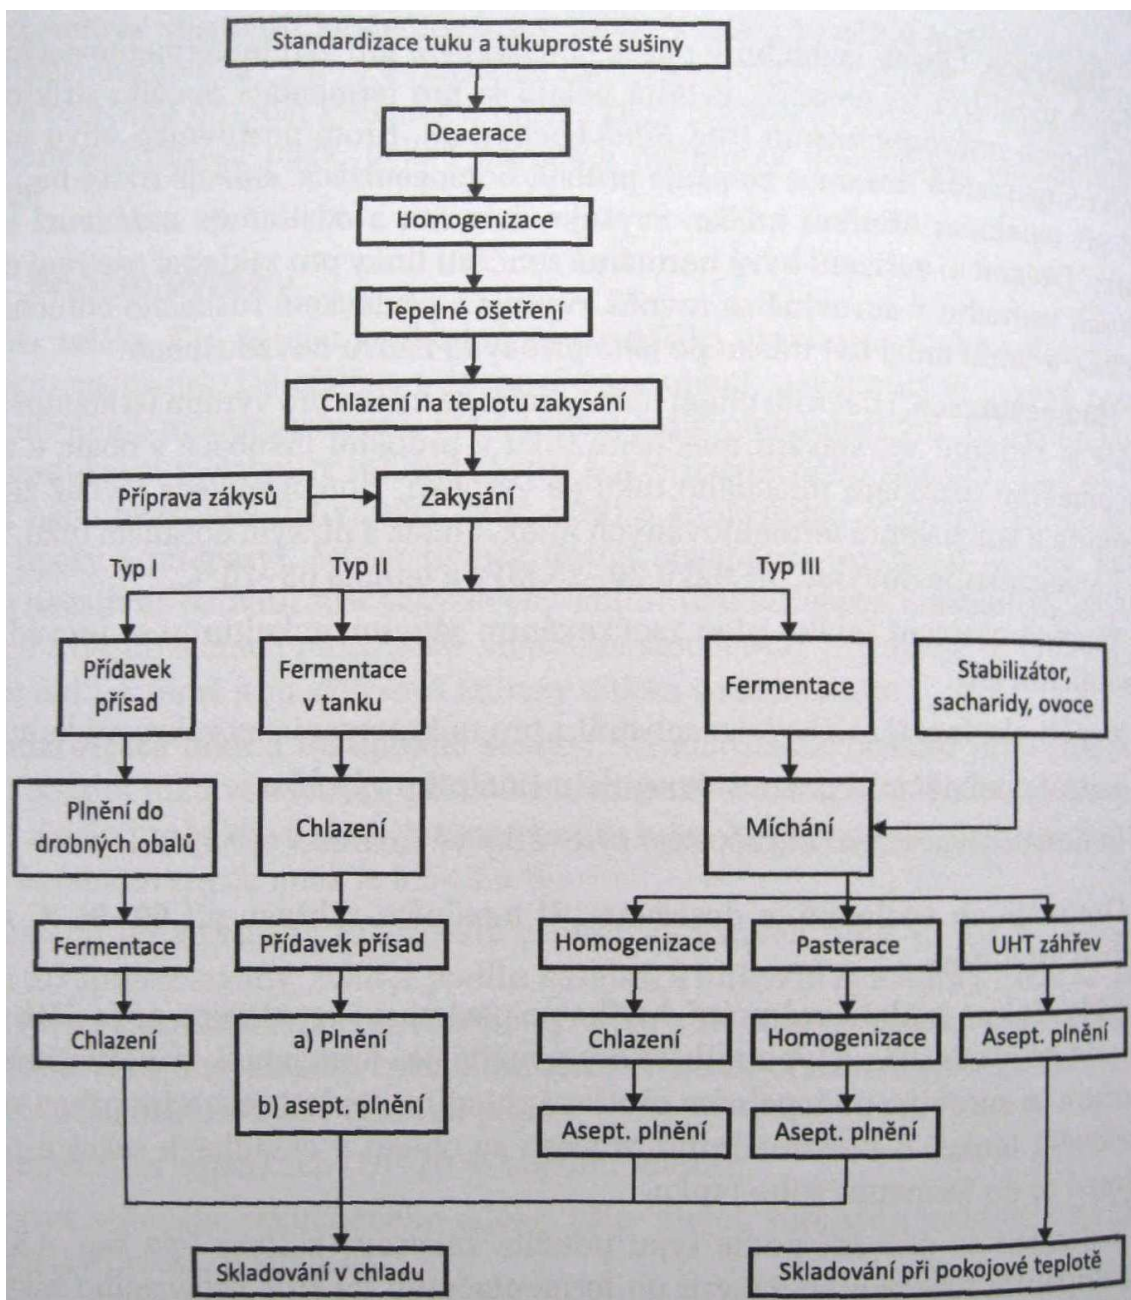 Standardizace tuku a tukuprosté sušiny
Deaerace
Homogenizace
Tepelné ošetření
Chlazení na teplotu zakysání
Příprava zákysů
Zakysání
Typ I
Typ II
Typ III
Přídavek
přísad
Fermentace
v tanku
Fermentace
Stabilizátor,
sacharidy, ovoce
Plnění do
drobných obalů
Chlazení
Míchání
Fermentace
Přídavek přísad
Homogenizace
Pasterace
UHT záhřev
Chlazení
a) Plnění
b) asept. plnění
Chlazení
Homogenizace
Asept. plnění
Asept. plnění
Asept. plnění
Skladování v chladu
Skladování při pokojové teplotě